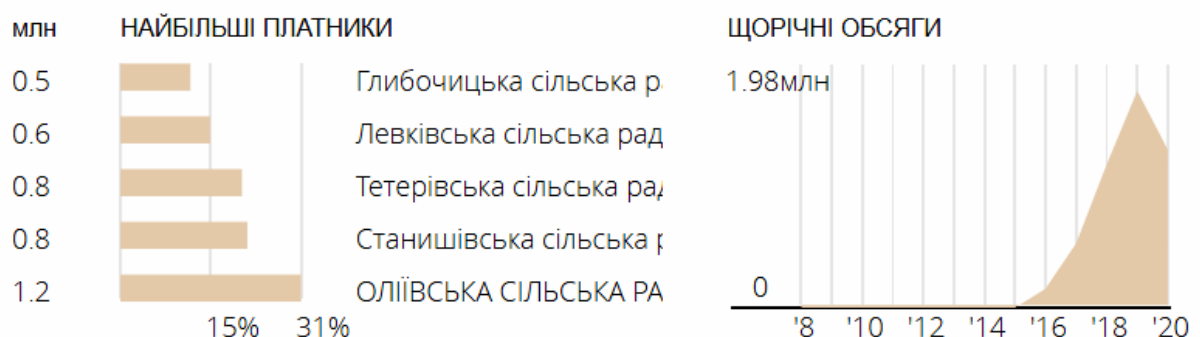 млн НАЙБІЛЬШІ ПЛАТНИКИ
0.5 Глибочицька сільська р
0.6 Левківська сільська рад
0.8 Тетерівська сільська рад
0.8 Станишівська сільська р
1.2 ОЛІЇВСЬКА СІЛЬСЬКА РА
15% 31%
ЩОРІЧНІ ОБСЯГИ
1.98млн
0
'8 '10 '12 '14 '16 '18 '20